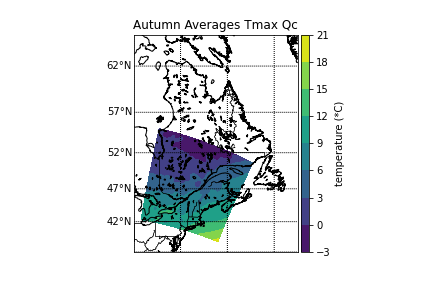 Autumn Averages Tmax Qc
62°N
57°N
52°N
47°N
42°N
21
18
15
12
9
6
3
0
−3
temperature (*C)